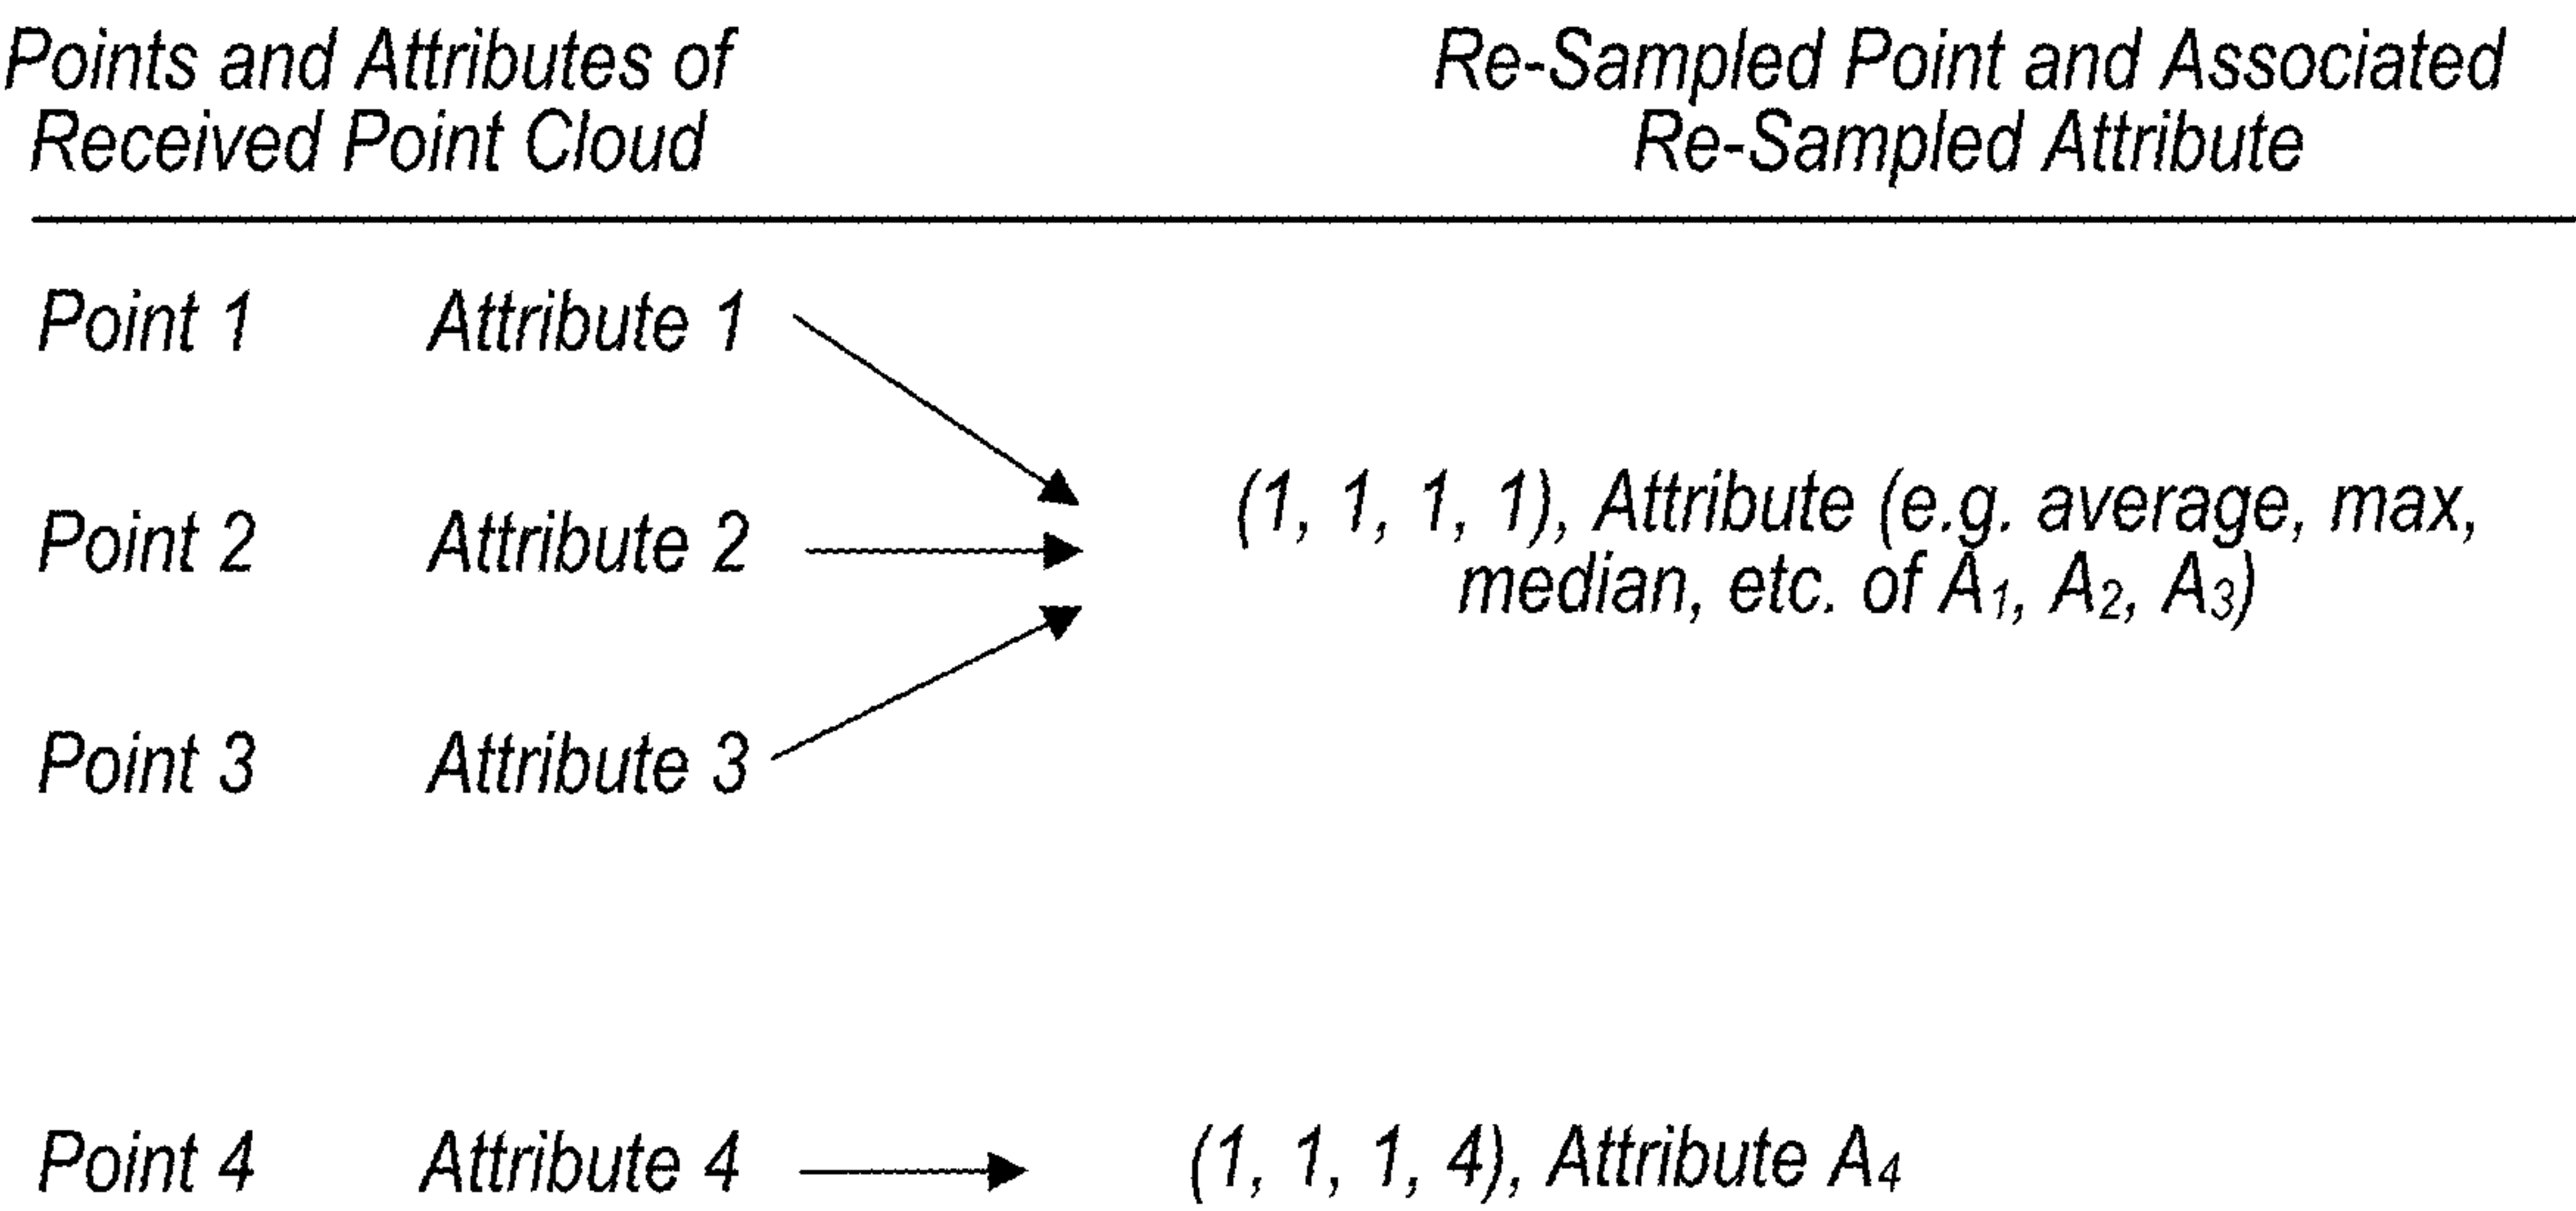 Points and Attributes of
Received Point Cloud
Re-Sampled Point and Associated
Re-Sampled Attribute
Point 1 Attribute 1
Point 2 Attribute 2
(1, 1, 1, 1), Attribute (e.g. average, max,
median, etc. of A1, A2, A3)
Point 3 Attribute 3
Point 4 Attribute 4
(1, 1, 1, 4), Attribute A4